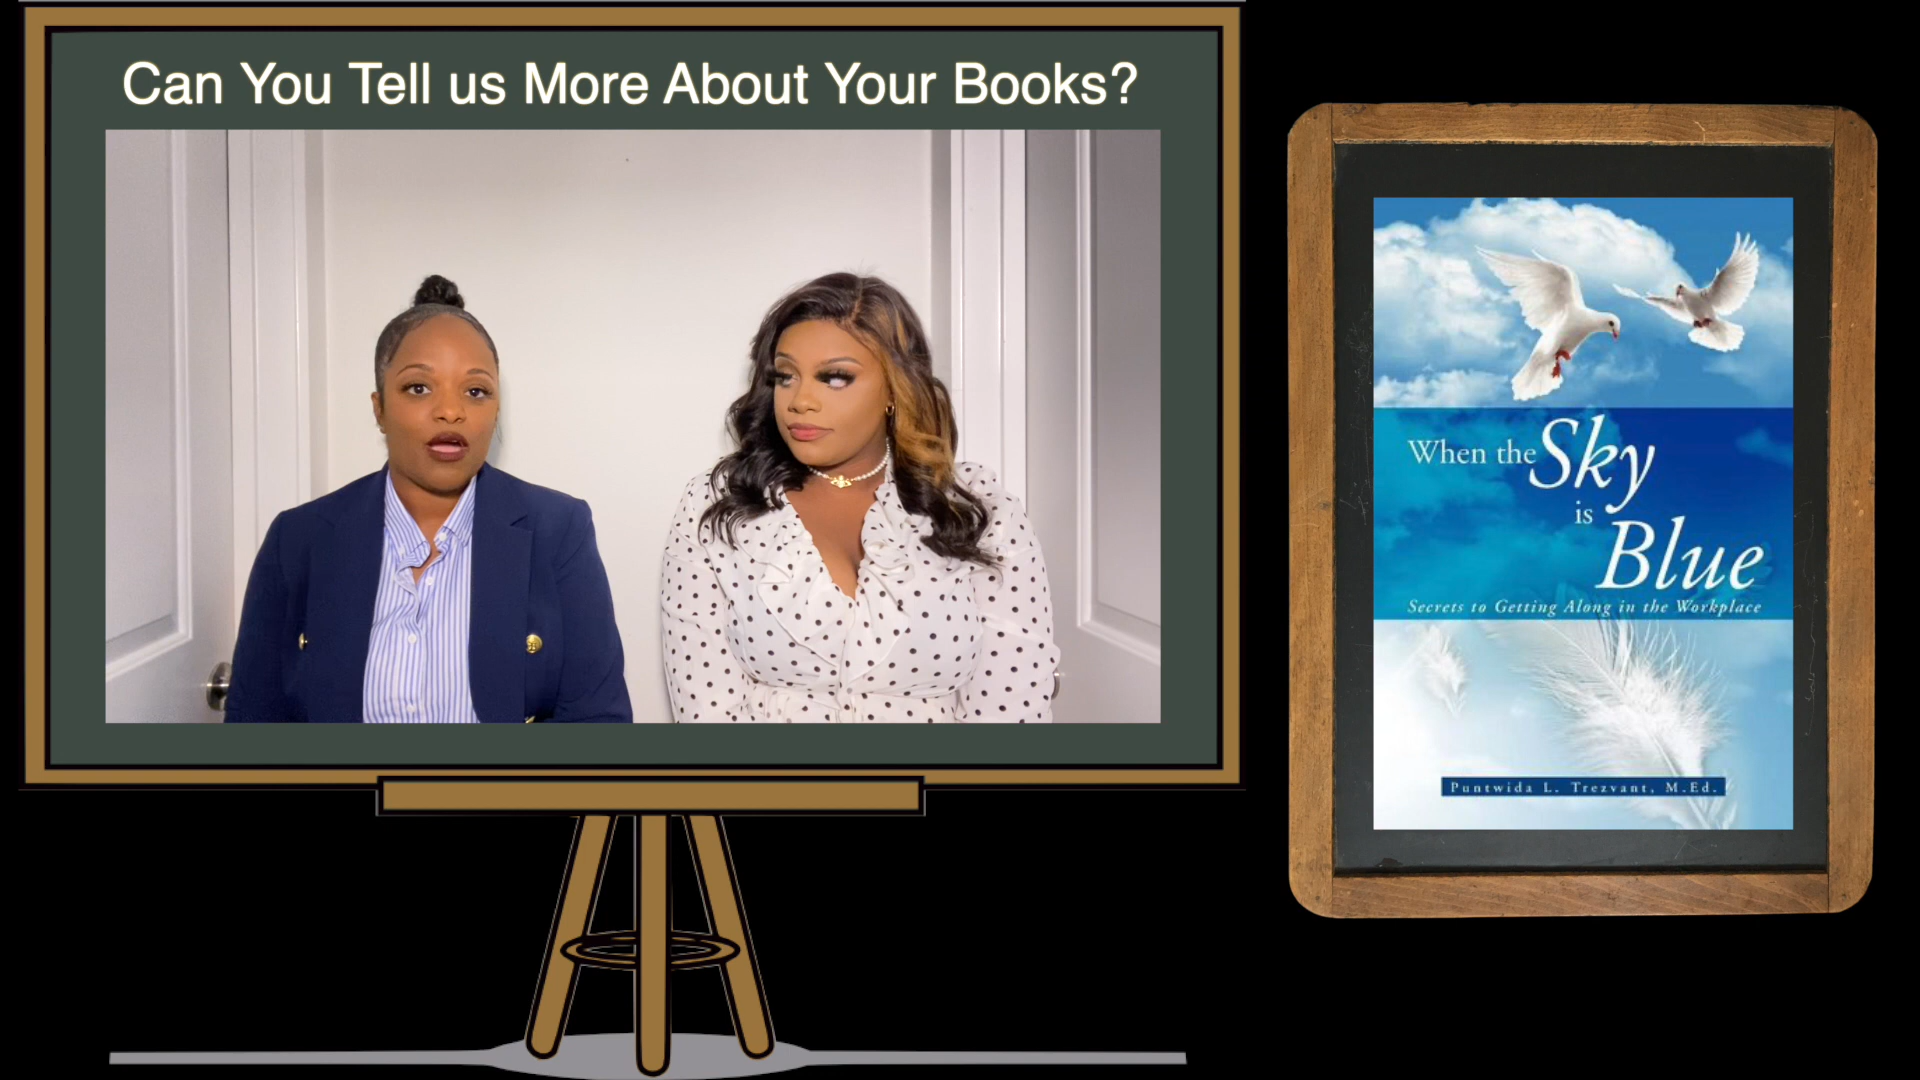 Can You Tell us More About Your Books?
When the Sky
is
Blue
Secrets to Getting Along in the Workplace
Puntwida L. Trezvant, M.Ed.